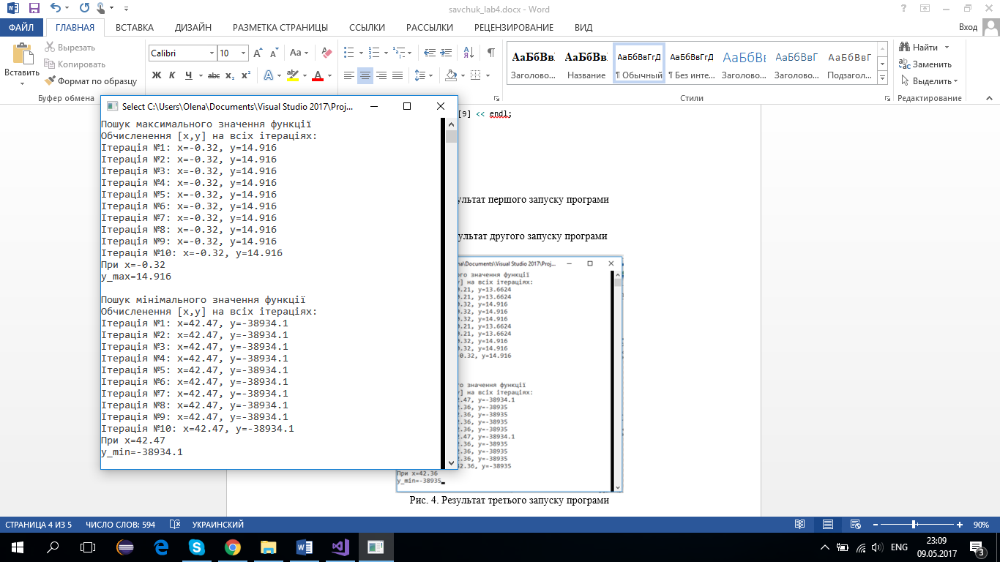 savchuk_lab4.docx - Word
ФАЙЛ ГЛАВНАЯ ВСТАВКА ДИЗАЙН РАЗМЕТКА СТРАНИЦЫ ССЫЛКИ РАССЫЛКИ РЕЦЕНЗИРОВАНИЕ ВИД Вход
Вставить
Вырезать
Копировать
Формат по образцу
Буфер обмена
Calibri 10
Ж К Ч abc x₂ x²
АаБбВвІ Заголово...
АаБбВвІ Название
АаБбВвГгД ¶ Обычный
АаБбВвГгД ¶ Без инте...
АаБбВв Заголово...
АаБбВвГ Заголово...
АаБбВвГ Подзагол...
Стили
Найти
Заменить
Выделить
Редактирование
Select C:\Users\Olena\Documents\Visual Studio 2017\Proj...
Пошук максимального значення функції
Обчисленення [x,y] на всіх ітераціях:
Ітерація №1: x=-0.32, y=14.916
Ітерація №2: x=-0.32, y=14.916
Ітерація №3: x=-0.32, y=14.916
Ітерація №4: x=-0.32, y=14.916
Ітерація №5: x=-0.32, y=14.916
Ітерація №6: x=-0.32, y=14.916
Ітерація №7: x=-0.32, y=14.916
Ітерація №8: x=-0.32, y=14.916
Ітерація №9: x=-0.32, y=14.916
Ітерація №10: x=-0.32, y=14.916
При x=-0.32
y_max=14.916
Пошук мінімального значення функції
Обчисленення [x,y] на всіх ітераціях:
Ітерація №1: x=42.47, y=-38934.1
Ітерація №2: x=42.47, y=-38934.1
Ітерація №3: x=42.47, y=-38934.1
Ітерація №4: x=42.47, y=-38934.1
Ітерація №5: x=42.47, y=-38934.1
Ітерація №6: x=42.47, y=-38934.1
Ітерація №7: x=42.47, y=-38934.1
Ітерація №8: x=42.47, y=-38934.1
Ітерація №9: x=42.47, y=-38934.1
Ітерація №10: x=42.47, y=-38934.1
При x=42.47
y_min=-38934.1
[9] << endl;
ультат першого запуску програми
ультат другого запуску програми
na\Documents\Visual Studio 2017\Proj...
ого значення функції
y] на всіх ітераціях:
0.21, y=13.6624
0.21, y=13.6624
0.32, y=14.916
0.32, y=14.916
0.32, y=14.916
0.21, y=13.6624
0.21, y=13.6624
0.32, y=14.916
0.32, y=14.916
-0.32, y=14.916
го значення функції
y] на всіх ітераціях:
2.47, y=-38934.1
2.36, y=-38935
2.36, y=-38935
2.36, y=-38935
2.36, y=-38935
2.47, y=-38934.1
2.36, y=-38935
2.36, y=-38935
2.36, y=-38935
42.36, y=-38935
При x=42.36
y_min=-38935
Рис. 4. Результат третього запуску програми
СТРАНИЦА 4 ИЗ 5 ЧИСЛО СЛОВ: 594 УКРАИНСКИЙ 90%
ENG
23:09
09.05.2017
3